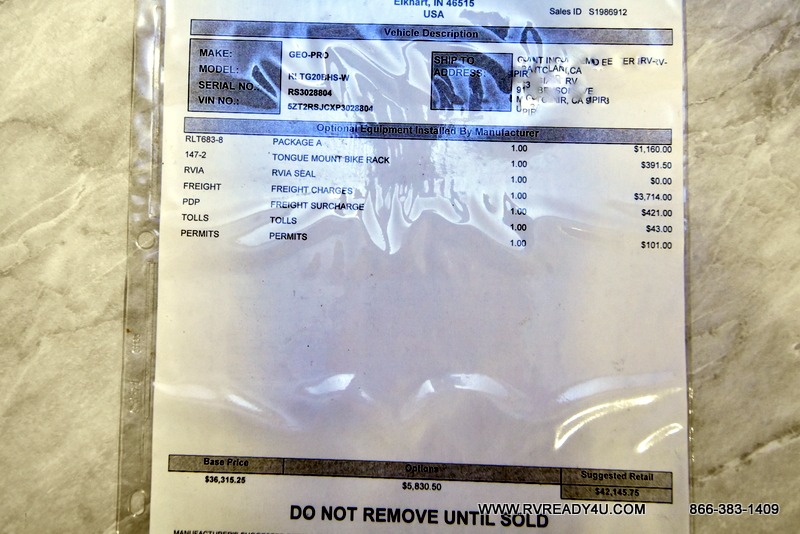 Elkhart, IN 46515
USA
Sales ID S1986912
Vehicle Description
MAKE: GEO-PRO
MODEL: TG20BHS-W
SERIAL NO.: RS3028804
VIN NO.: 5ZT2RSJCXP3028804
SHIP TO
ADDRESS:
Optional Equipment Installed By Manufacturer
RLT683-8 PACKAGE A 1.00 $1,160.00
147-2 TONGUE MOUNT BIKE RACK 1.00 $391.50
RVIA RVIA SEAL 1.00 $0.00
FREIGHT FREIGHT CHARGES 1.00 $3,714.00
PDP FREIGHT SURCHARGE 1.00 $421.00
TOLLS TOLLS 1.00 $43.00
PERMITS PERMITS 1.00 $101.00
Base Price Options Suggested Retail
$36,315.25 $5,830.50 $42,145.75
DO NOT REMOVE UNTIL SOLD
WWW.RVREADY4U.COM 866-383-1409